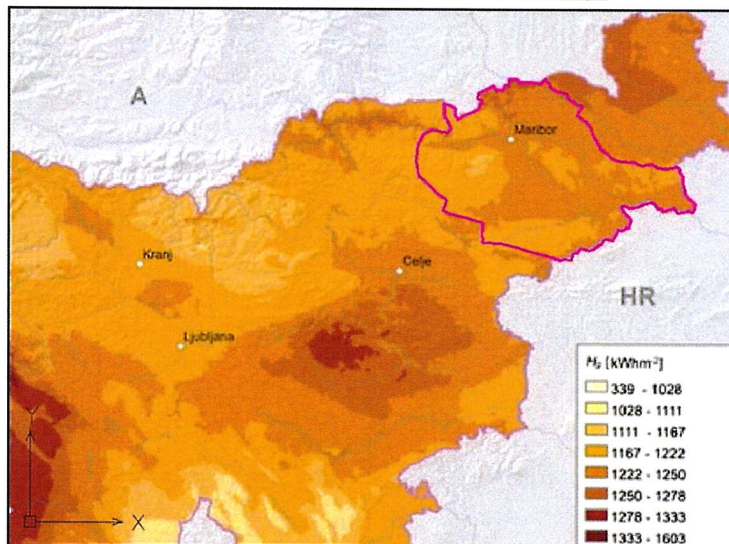 A
Maribor
Kranj
Celje
HR
Ljubljana
Hg [kWhm-2]
339 - 1028
1028 - 1111
1111 - 1167
1167 - 1222
1222 - 1250
1250 - 1278
1278 - 1333
1333 - 1603
Y
X